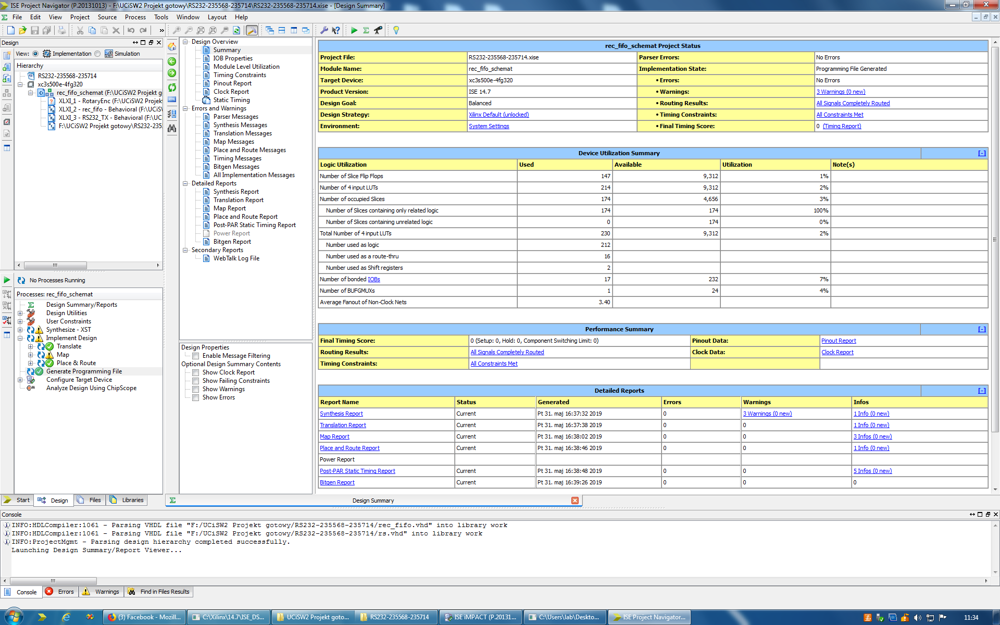 ISE Project Navigator (P.20131013) - F:\UCiSW2 Projekt gotowy\RS232-235568-235714\RS232-235568-235714.xise - [Design Summary]
File Edit View Project Source Process Tools Window Layout Help
Design
View: Implementation Simulation
Hierarchy
RS232-235568-235714
xc3s500e-4fg320
rec_fifo_schemat (F:\UCiSW2 Projekt g
XLXI_1 - RotaryEnc (F:\UCiSW2 Projek
XLXI_2 - rec_fifo - Behavioral (F:\UCiS
XLXI_3 - RS232_TX - Behavioral (F:\UC
F:\UCiSW2 Projekt gotowy\RS232-235
No Processes Running
Processes: rec_fifo_schemat
Design Summary/Reports
Design Utilities
User Constraints
Synthesize - XST
Implement Design
Translate
Map
Place & Route
Generate Programming File
Configure Target Device
Analyze Design Using ChipScope
Start Design Files Libraries
Design Overview
Summary
IOB Properties
Module Level Utilization
Timing Constraints
Pinout Report
Clock Report
Static Timing
Errors and Warnings
Parser Messages
Synthesis Messages
Translation Messages
Map Messages
Place and Route Messages
Timing Messages
Bitgen Messages
All Implementation Messages
Detailed Reports
Synthesis Report
Translation Report
Map Report
Place and Route Report
Post-PAR Static Timing Report
Power Report
Bitgen Report
Secondary Reports
WebTalk Log File
Design Properties
Enable Message Filtering
Optional Design Summary Contents
Show Clock Report
Show Failing Constraints
Show Warnings
Show Errors
rec_fifo_schemat Project Status
Project File: RS232-235568-235714.xise Parser Errors: No Errors
Module Name: rec_fifo_schemat Implementation State: Programming File Generated
Target Device: xc3s500e-4fg320 • Errors: No Errors
Product Version: ISE 14.7 • Warnings: 3 Warnings (0 new)
Design Goal: Balanced • Routing Results: All Signals Completely Routed
Design Strategy: Xilinx Default (unlocked) • Timing Constraints: All Constraints Met
Environment: System Settings • Final Timing Score: 0 (Timing Report)
Device Utilization Summary [-]
Logic Utilization Used Available Utilization Note(s)
Number of Slice Flip Flops 147 9,312 1%
Number of 4 input LUTs 214 9,312 2%
Number of occupied Slices 174 4,656 3%
Number of Slices containing only related logic 174 174 100%
Number of Slices containing unrelated logic 0 174 0%
Total Number of 4 input LUTs 230 9,312 2%
Number used as logic 212
Number used as a route-thru 16
Number used as Shift registers 2
Number of bonded IOBs 17 232 7%
Number of BUFGMUXs 1 24 4%
Average Fanout of Non-Clock Nets 3.40
Performance Summary [-]
Final Timing Score: 0 (Setup: 0, Hold: 0, Component Switching Limit: 0) Pinout Data: Pinout Report
Routing Results: All Signals Completely Routed Clock Data: Clock Report
Timing Constraints: All Constraints Met
Detailed Reports [-]
Report Name Status Generated Errors Warnings Infos
Synthesis Report Current Pt 31. maj 16:37:32 2019 0 3 Warnings (0 new) 1 Info (0 new)
Translation Report Current Pt 31. maj 16:37:38 2019 0 0 1 Info (0 new)
Map Report Current Pt 31. maj 16:38:02 2019 0 0 3 Infos (0 new)
Place and Route Report Current Pt 31. maj 16:38:46 2019 0 0 1 Info (0 new)
Power Report
Post-PAR Static Timing Report Current Pt 31. maj 16:38:48 2019 0 0 5 Infos (0 new)
Bitgen Report Current Pt 31. maj 16:39:26 2019 0 0 0
Design Summary
Console
INFO:HDLCompiler:1061 - Parsing VHDL file "F:/UCiSW2 Projekt gotowy/RS232-235568-235714/rec_fifo.vhd" into library work
INFO:HDLCompiler:1061 - Parsing VHDL file "F:/UCiSW2 Projekt gotowy/RS232-235568-235714/rs.vhd" into library work
INFO:ProjectMgmt - Parsing design hierarchy completed successfully.
Launching Design Summary/Report Viewer...
Console Errors Warnings Find in Files Results
(3) Facebook - Mozill... C:\Xilinx\14.7\ISE_DS... UCiSW2 Projekt goto... RS232-235568-235714 ISE iMPACT (P.20131... C:\Users\lab\Deskto... ISE Project Navigator... 11:34